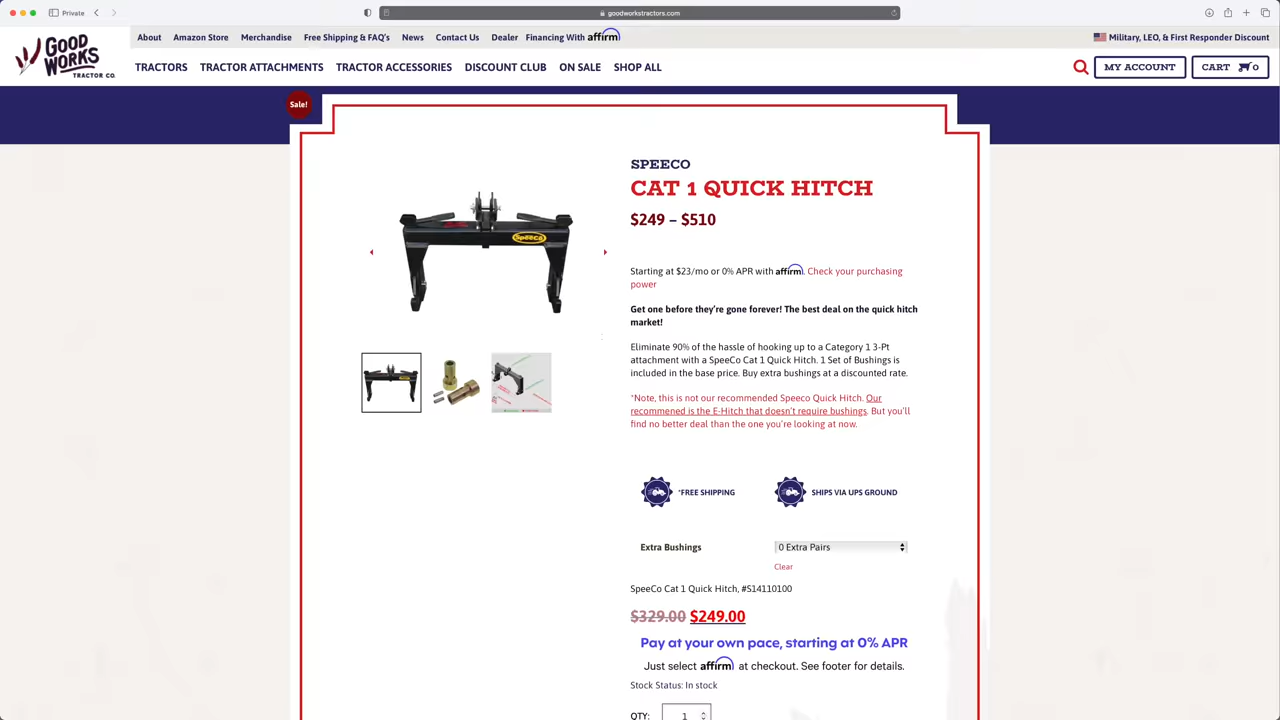 Private
goodworkstractors.com
GOOD WORKS TRACTOR CO.
About Amazon Store Merchandise Free Shipping & FAQ's News Contact Us Dealer Financing With affirm
Military, LEO, & First Responder Discount
TRACTORS TRACTOR ATTACHMENTS TRACTOR ACCESSORIES DISCOUNT CLUB ON SALE SHOP ALL
MY ACCOUNT CART 0
Sale!
SPEECO
CAT 1 QUICK HITCH
$249 – $510
SpeeCo
Starting at $23/mo or 0% APR with affirm. Check your purchasing
power
Get one before they're gone forever! The best deal on the quick hitch
market!
Eliminate 90% of the hassle of hooking up to a Category 1 3-Pt
attachment with a SpeeCo Cat 1 Quick Hitch. 1 Set of Bushings is
included in the base price. Buy extra bushings at a discounted rate.
*Note, this is not our recommended Speeco Quick Hitch. Our
recommened is the E-Hitch that doesn't require bushings. But you'll
find no better deal than the one you're looking at now.
*FREE SHIPPING SHIPS VIA UPS GROUND
Extra Bushings 0 Extra Pairs
Clear
SpeeCo Cat 1 Quick Hitch, #S14110100
$329.00 $249.00
Pay at your own pace, starting at 0% APR
Just select affirm at checkout. See footer for details.
Stock Status: In stock
QTY: 1